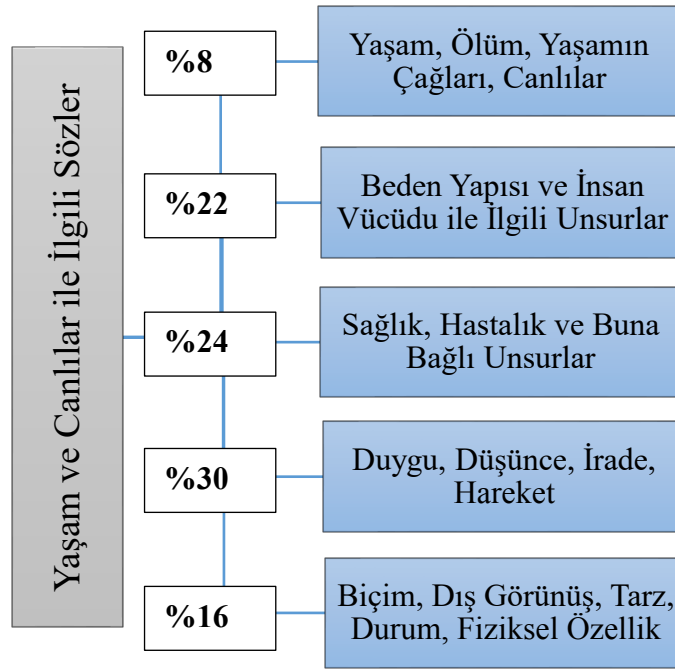 Yaşam ve Canlılar ile İlgili Sözler
%8
Yaşam, Ölüm, Yaşamın
Çağları, Canlılar
%22
Beden Yapısı ve İnsan
Vücüdu ile İlgili Unsurlar
%24
Sağlık, Hastalık ve Buna
Bağlı Unsurlar
%30
Duygu, Düşünce, İrade,
Hareket
%16
Biçim, Dış Görünüş, Tarz,
Durum, Fiziksel Özellik